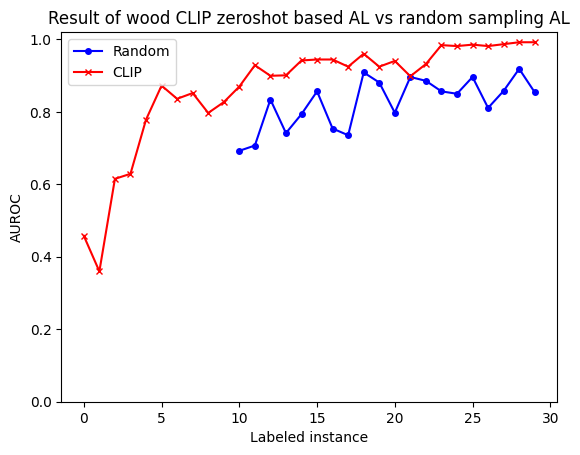 Result of wood CLIP zeroshot based AL vs random sampling AL
Random
CLIP
AUROC
1.0
0.8
0.6
0.4
0.2
0.0
0 5 10 15 20 25 30
Labeled instance